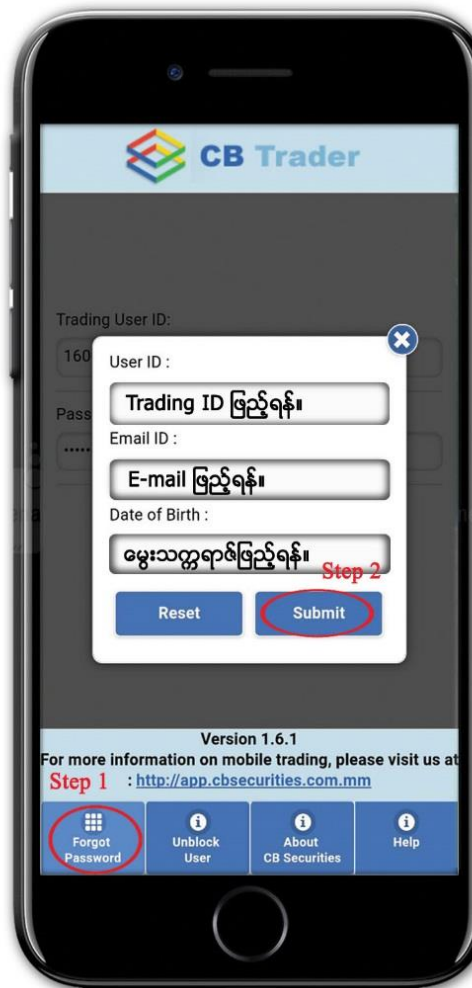 CB Trader
Trading User ID:
160
User ID :
Trading ID ဖြည့်ရန်။
Pass
Email ID :
E-mail ဖြည့်ရန်။
Date of Birth :
မွေးသက္ကရာဇ်ဖြည့်ရန်။
Step 2
Reset
Submit
Version 1.6.1
For more information on mobile trading, please visit us at
Step 1 : http://app.cbsecurities.com.mm
Forgot Password
Unblock User
About CB Securities
Help